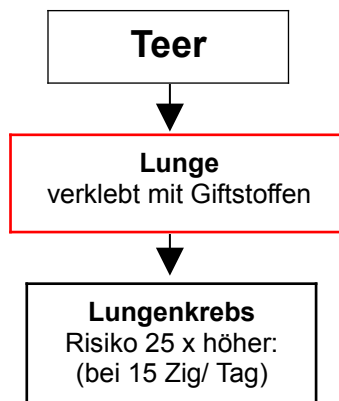 Teer
Lunge
verklebt mit Giftstoffen
Lungenkrebs
Risiko 25 x höher:
(bei 15 Zig/ Tag)